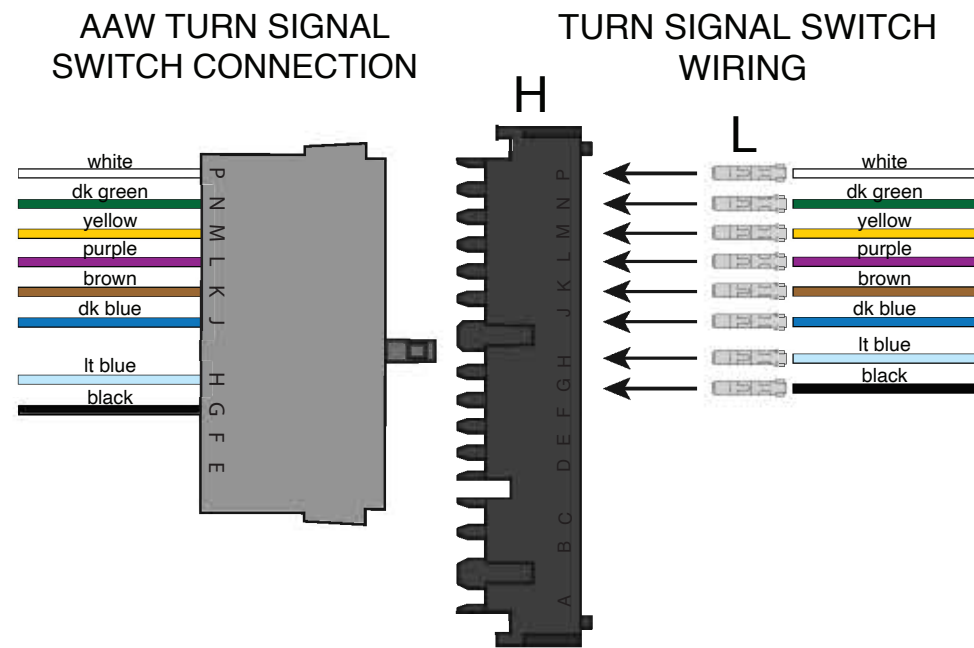 AAW TURN SIGNAL
SWITCH CONNECTION
TURN SIGNAL SWITCH
WIRING
H
L
white
dk green
yellow
purple
brown
dk blue
lt blue
black
P
N
M
L
K
J
H
G
F
E
P
N
M
L
K
J
H
G
F
E
D
C
B
A
white
dk green
yellow
purple
brown
dk blue
lt blue
black